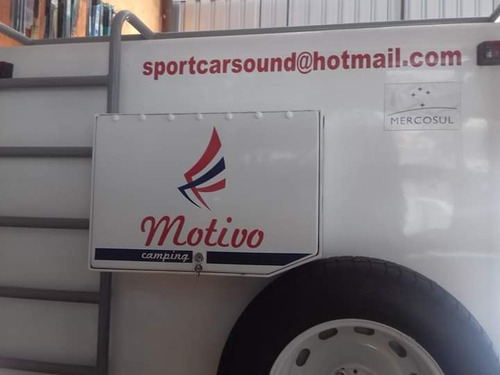 sportcarsound@hotmail.com
MERCOSUL
Motivo
camping